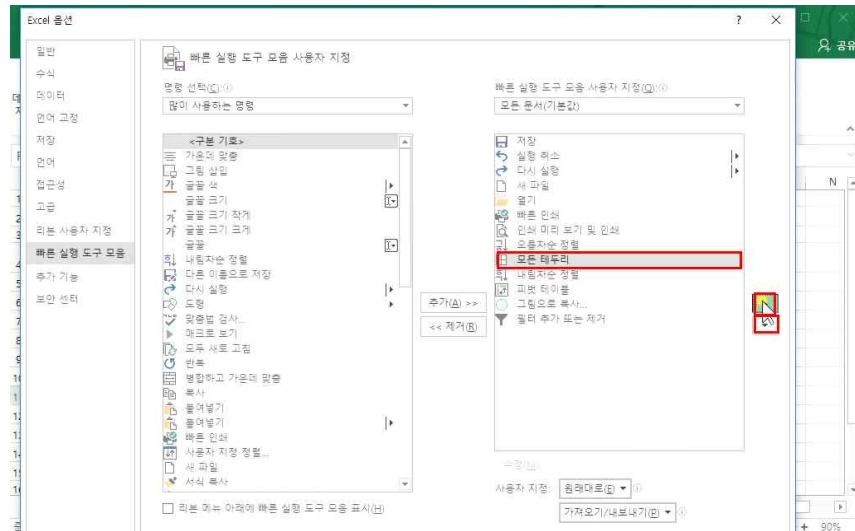 Excel 옵션
?
공유
일반
수식
데이터
언어 교정
저장
언어
접근성
고급
리본 사용자 지정
빠른 실행 도구 모음
추가 기능
보안 센터
빠른 실행 도구 모음 사용자 지정
명령 선택(C):
많이 사용하는 명령
<구분 기호>
가운데 맞춤
그림 삽입
글꼴 색
글꼴 크기
글꼴 크기 작게
글꼴 크기 크게
글꼴
내림차순 정렬
다른 이름으로 저장
다시 실행
도형
맞춤법 검사...
매크로 보기
모두 새로 고침
반복
병합하고 가운데 맞춤
복사
붙여넣기
붙여넣기
빠른 인쇄
사용자 지정 정렬...
새 파일
서식 복사
리본 메뉴 아래에 빠른 실행 도구 모음 표시(H)
추가(A) >>
<< 제거(R)
빠른 실행 도구 모음 사용자 지정(Q):
모든 문서(기본값)
저장
실행 취소
다시 실행
새 파일
열기
빠른 인쇄
인쇄 미리 보기 및 인쇄
오름차순 정렬
모든 테두리
내림차순 정렬
피벗 테이블
그림으로 복사...
필터 추가 또는 제거
수정(M)...
사용자 지정:
원래대로(E)
가져오기/내보내기(P)
N
90%